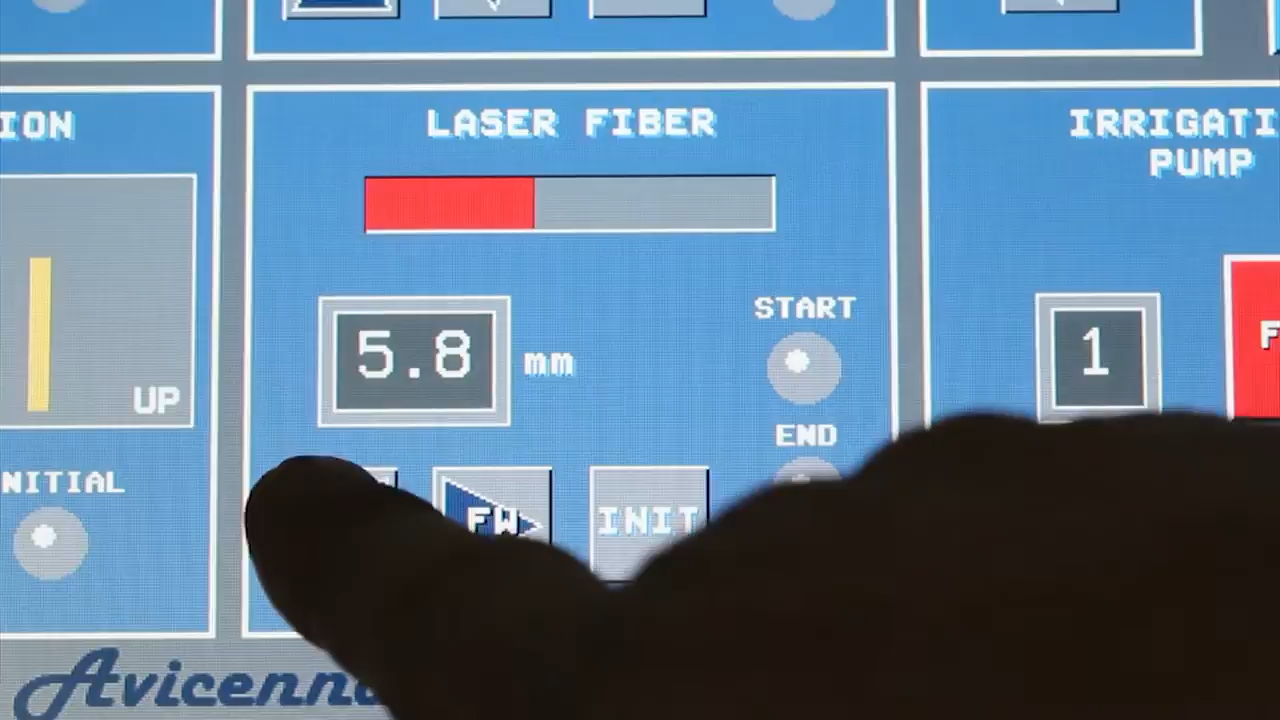 ION
LASER FIBER
IRRIGATI
PUMP
START
5.8 mm
1
F
UP
END
NITIAL
FW
INIT
Avicenn